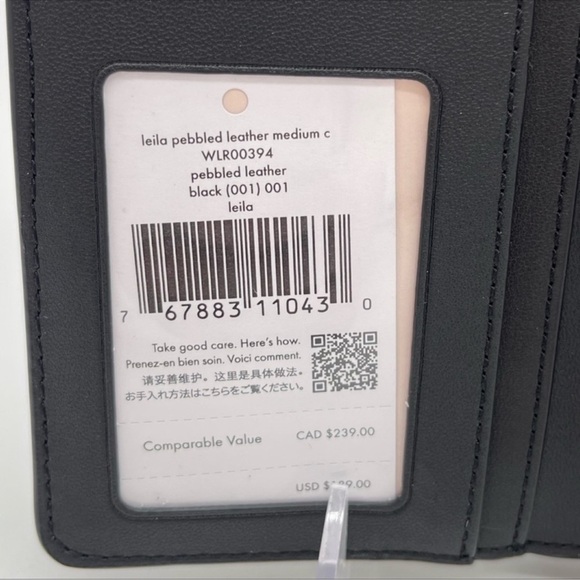 leila pebbled leather medium c
WLR00394
pebbled leather
black (001) 001
leila
7 67883 11043 0
Take good care. Here's how.
Prenez-en bien soin. Voici comment.
请妥善维护。这里是具体做法。
お手入れ方法はこちらをご覧ください。
Comparable Value CAD $239.00
USD